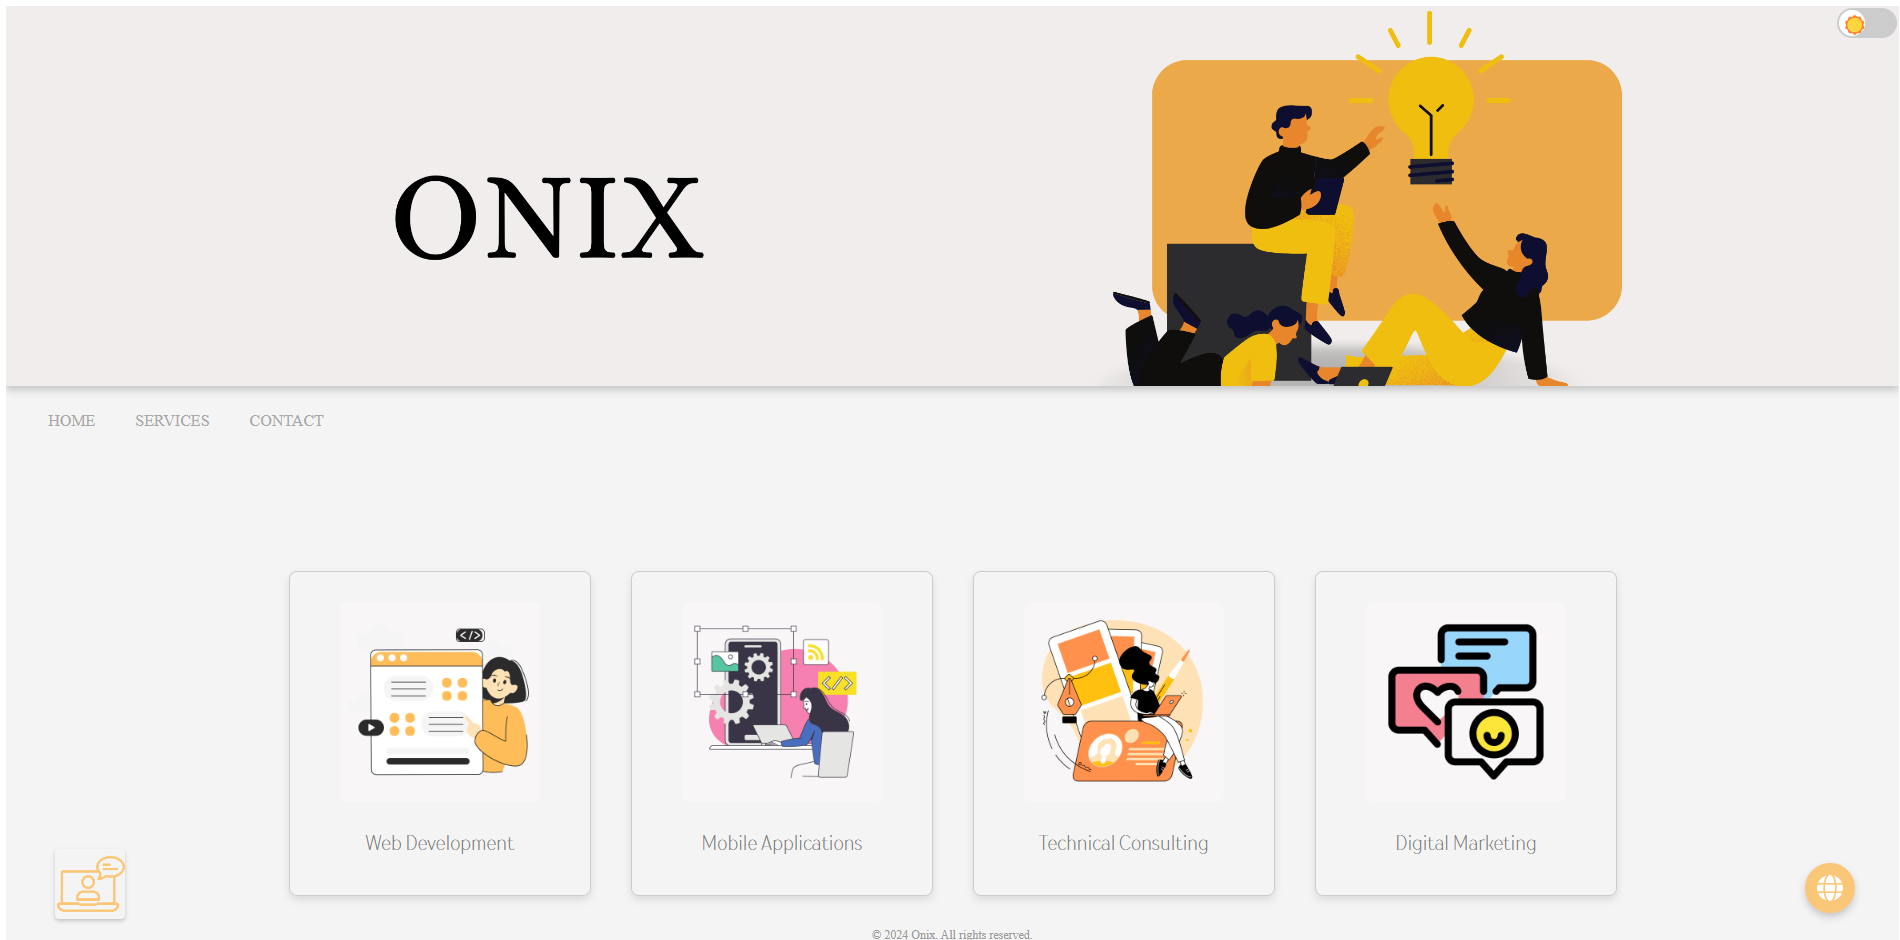 ONIX
HOME SERVICES CONTACT
</>
</>
Web Development
Mobile Applications
Technical Consulting
Digital Marketing
© 2024 Onix. All rights reserved.